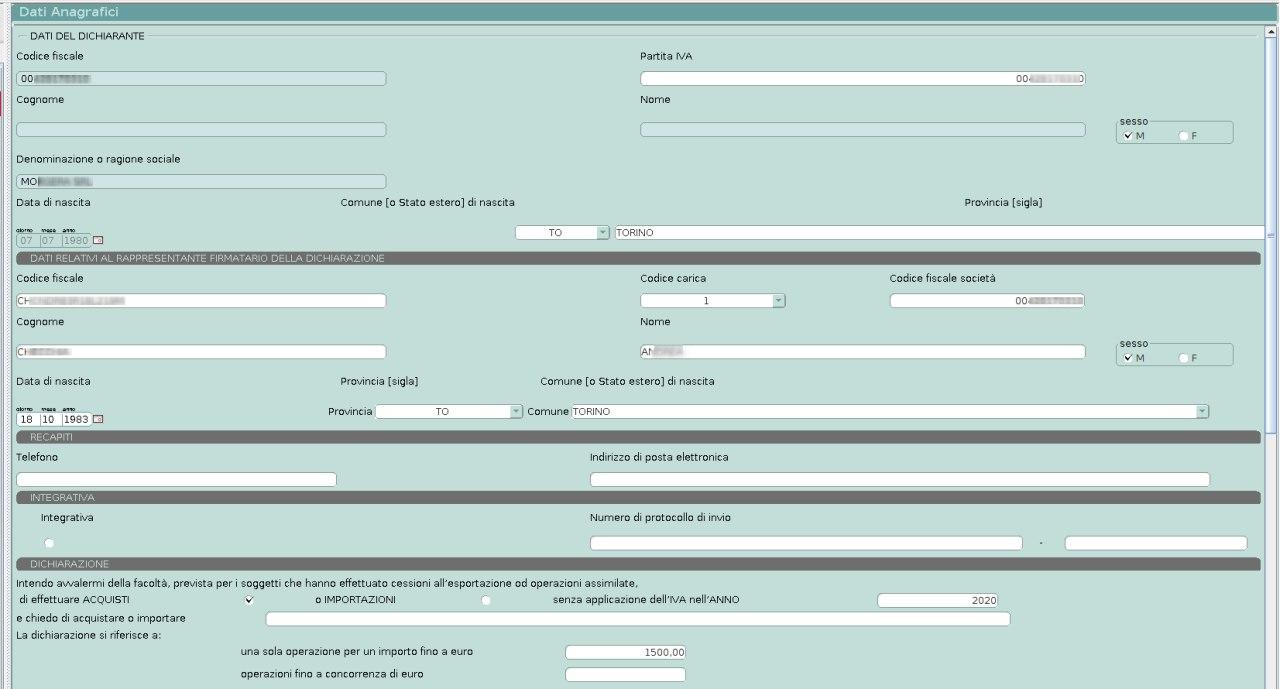 Dati Anagrafici
DATI DEL DICHIARANTE
Codice fiscale Partita IVA
00 00 0
Cognome Nome
sesso
M F
Denominazione o ragione sociale
MO
Data di nascita Comune [o Stato estero] di nascita Provincia [sigla]
giorno mese anno
07 07 1980 TO TORINO
DATI RELATIVI AL RAPPRESENTANTE FIRMATARIO DELLA DICHIARAZIONE
Codice fiscale Codice carica Codice fiscale società
CH 1 00
Cognome Nome
sesso
CH AN M F
Data di nascita Provincia [sigla] Comune [o Stato estero] di nascita
giorno mese anno
18 10 1983 Provincia TO Comune TORINO
RECAPITI
Telefono Indirizzo di posta elettronica
INTEGRATIVA
Integrativa Numero di protocollo di invio
-
DICHIARAZIONE
Intendo avvalermi della facoltà, prevista per i soggetti che hanno effettuato cessioni all'esportazione od operazioni assimilate,
di effettuare ACQUISTI o IMPORTAZIONI senza applicazione dell'IVA nell'ANNO 2020
e chiedo di acquistare o importare
La dichiarazione si riferisce a:
una sola operazione per un importo fino a euro 1500,00
operazioni fino a concorrenza di euro